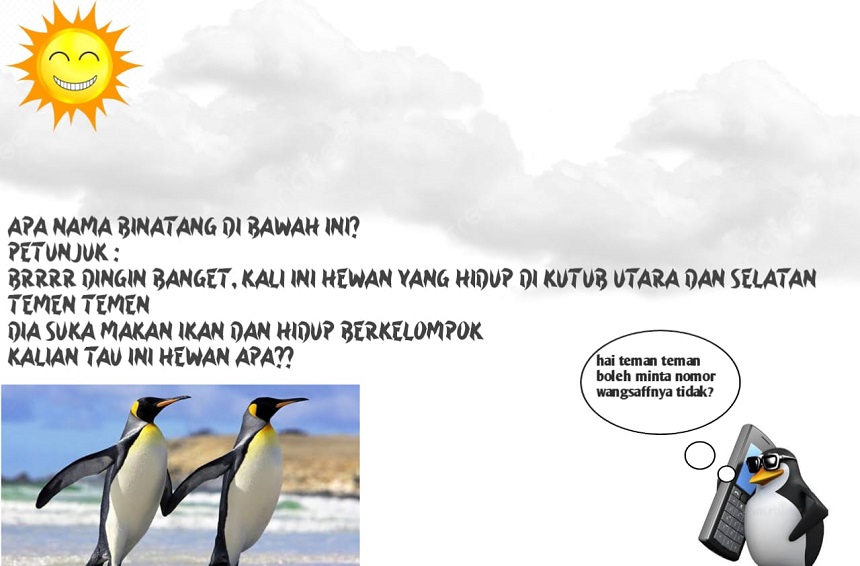 APA NAMA BINATANG DI BAWAH INI?
PETUNJUK :
BRRRR DINGIN BANGET, KALI INI HEWAN YANG HIDUP DI KUTUB UTARA DAN SELATAN
TEMEN TEMEN
DIA SUKA MAKAN IKAN DAN HIDUP BERKELOMPOK
KALIAN TAU INI HEWAN APA??
hai teman teman
boleh minta nomor
wangsaffnya tidak?